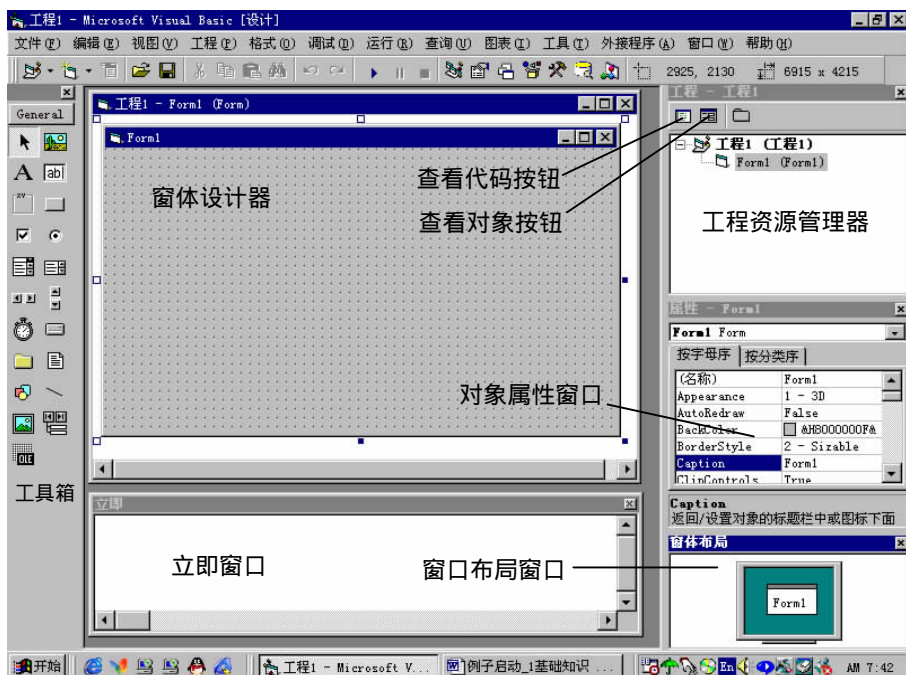 工程1 - Microsoft Visual Basic [设计]
文件(F) 编辑(E) 视图(V) 工程(P) 格式(O) 调试(D) 运行(R) 查询(U) 图表(I) 工具(T) 外接程序(A) 窗口(W) 帮助(H)
2925, 2130 6915 x 4215
General
A ab|
xv
OLE
工具箱
工程1 - Form1 (Form)
Form1
窗体设计器
查看代码按钮
查看对象按钮
对象属性窗口
立即
立即窗口
窗口布局窗口
工程 - 工程1
工程1 (工程1)
Form1 (Form1)
工程资源管理器
属性 - Form1
Form1 Form
按字母序 按分类序
(名称) Form1
Appearance 1 - 3D
AutoRedraw False
BackColor &H8000000F&
BorderStyle 2 - Sizable
Caption Form1
ClipControls True
Caption
返回/设置对象的标题栏中或图标下面
窗体布局
Form1
开始 工程1 - Microsoft V... 例子启动_1基础知识 ... En AM 7:42